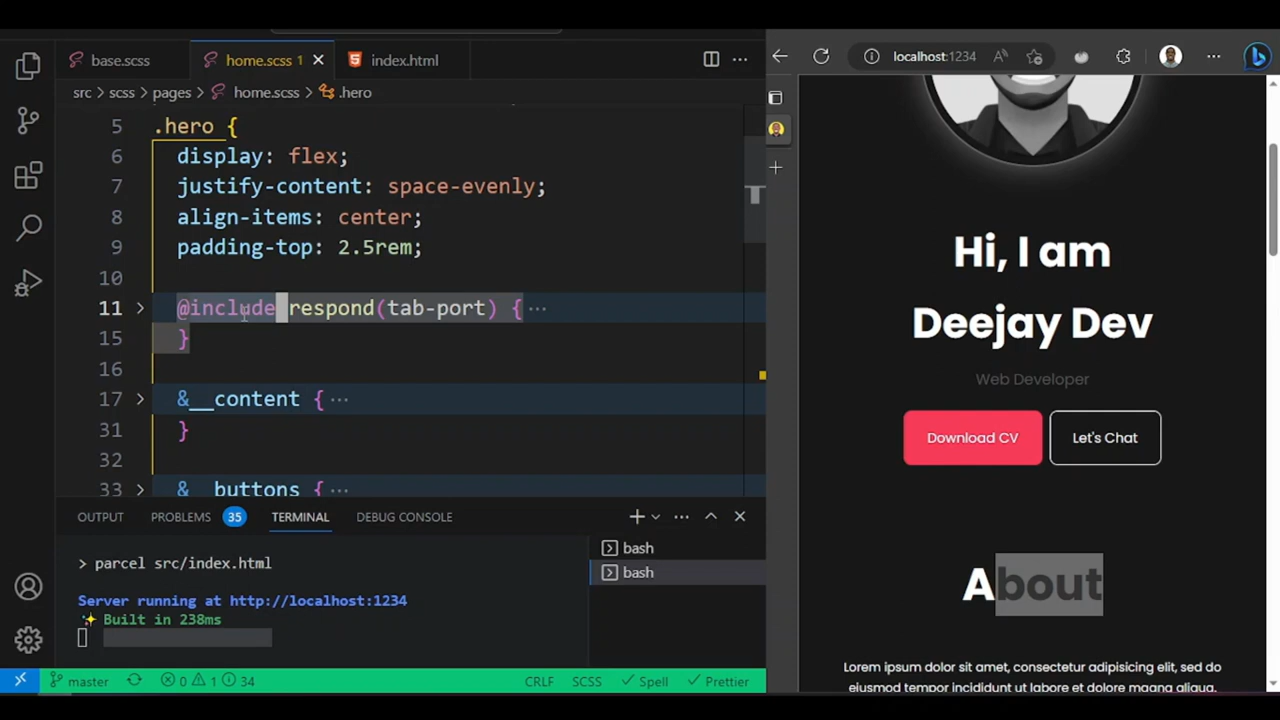 base.scss
home.scss 1
index.html
src > scss > pages > home.scss > .hero
5 .hero {
6 display: flex;
7 justify-content: space-evenly;
8 align-items: center;
9 padding-top: 2.5rem;
10
11 @include respond(tab-port) { ···
15 }
16
17 &__content { ···
31 }
32
33 &__buttons { ···
OUTPUT PROBLEMS 35 TERMINAL DEBUG CONSOLE
> parcel src/index.html
Server running at http://localhost:1234
✨ Built in 238ms
bash
bash
master 0 1 34 CRLF SCSS Spell Prettier
localhost:1234
Hi, I am
Deejay Dev
Web Developer
Download CV Let's Chat
About
Lorem ipsum dolor sit amet, consectetur adipisicing elit, sed do
eiusmod tempor incididunt ut labore et dolore magna aliqua.